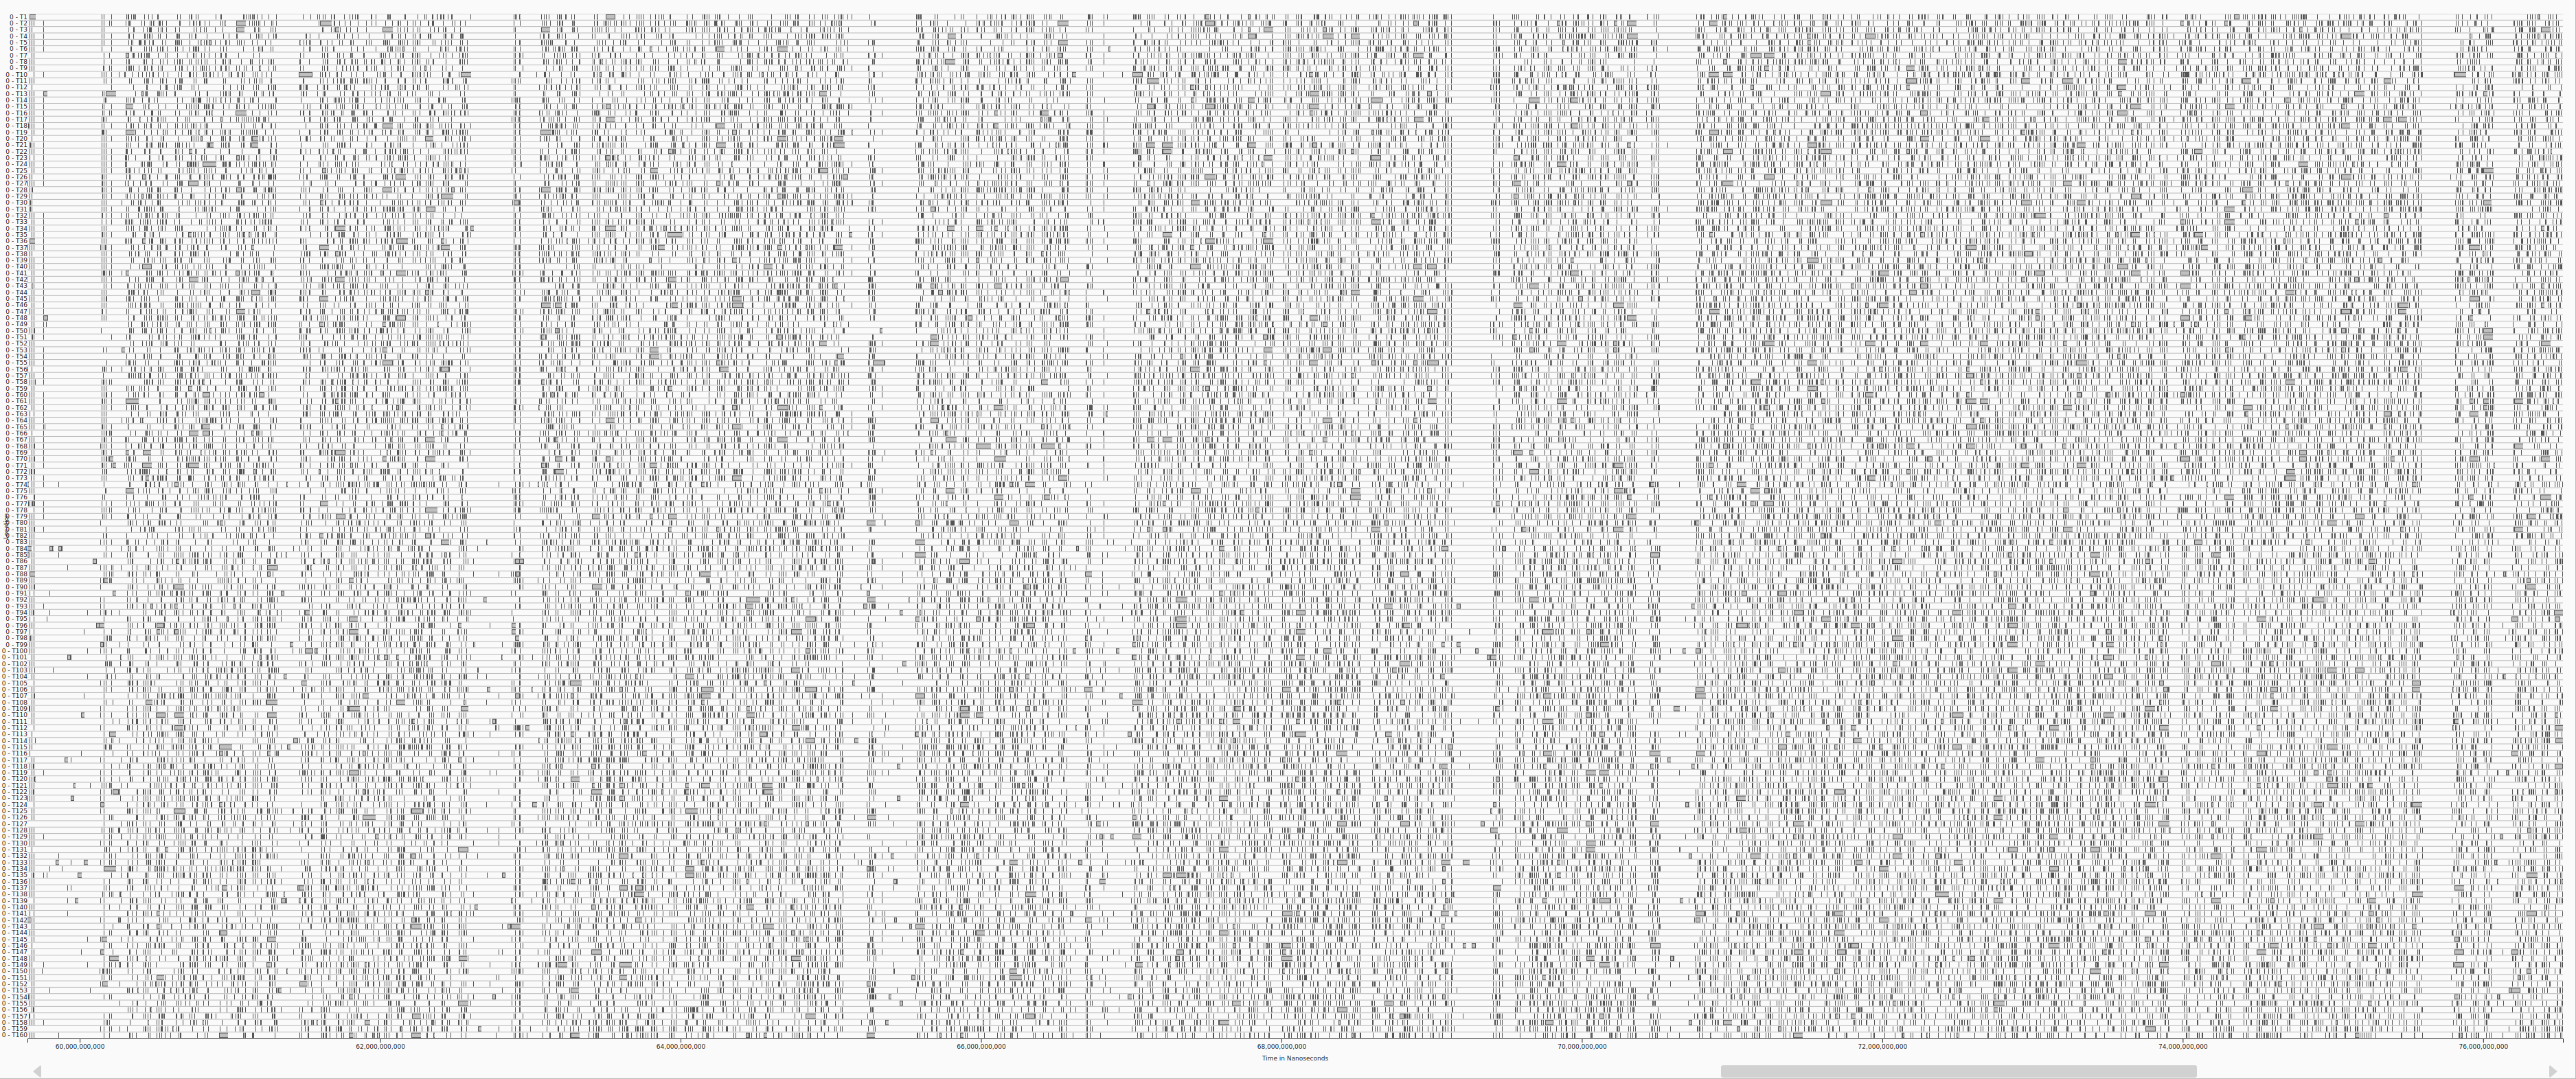 0 - T1
0 - T2
0 - T3
0 - T4
0 - T5
0 - T6
0 - T7
0 - T8
0 - T9
0 - T10
0 - T11
0 - T12
0 - T13
0 - T14
0 - T15
0 - T16
0 - T17
0 - T18
0 - T19
0 - T20
0 - T21
0 - T22
0 - T23
0 - T24
0 - T25
0 - T26
0 - T27
0 - T28
0 - T29
0 - T30
0 - T31
0 - T32
0 - T33
0 - T34
0 - T35
0 - T36
0 - T37
0 - T38
0 - T39
0 - T40
0 - T41
0 - T42
0 - T43
0 - T44
0 - T45
0 - T46
0 - T47
0 - T48
0 - T49
0 - T50
0 - T51
0 - T52
0 - T53
0 - T54
0 - T55
0 - T56
0 - T57
0 - T58
0 - T59
0 - T60
0 - T61
0 - T62
0 - T63
0 - T64
0 - T65
0 - T66
0 - T67
0 - T68
0 - T69
0 - T70
0 - T71
0 - T72
0 - T73
0 - T74
0 - T75
0 - T76
0 - T77
0 - T78
0 - T79
0 - T80
0 - T81
0 - T82
0 - T83
0 - T84
0 - T85
0 - T86
0 - T87
0 - T88
0 - T89
0 - T90
0 - T91
0 - T92
0 - T93
0 - T94
0 - T95
0 - T96
0 - T97
0 - T98
0 - T99
0 - T100
0 - T101
0 - T102
0 - T103
0 - T104
0 - T105
0 - T106
0 - T107
0 - T108
0 - T109
0 - T110
0 - T111
0 - T112
0 - T113
0 - T114
0 - T115
0 - T116
0 - T117
0 - T118
0 - T119
0 - T120
0 - T121
0 - T122
0 - T123
0 - T124
0 - T125
0 - T126
0 - T127
0 - T128
0 - T129
0 - T130
0 - T131
0 - T132
0 - T133
0 - T134
0 - T135
0 - T136
0 - T137
0 - T138
0 - T139
0 - T140
0 - T141
0 - T142
0 - T143
0 - T144
0 - T145
0 - T146
0 - T147
0 - T148
0 - T149
0 - T150
0 - T151
0 - T152
0 - T153
0 - T154
0 - T155
0 - T156
0 - T157
0 - T158
0 - T159
0 - T160
60,000,000,000 62,000,000,000 64,000,000,000 66,000,000,000 68,000,000,000 70,000,000,000 72,000,000,000 74,000,000,000 76,000,000,000
Time in Nanoseconds